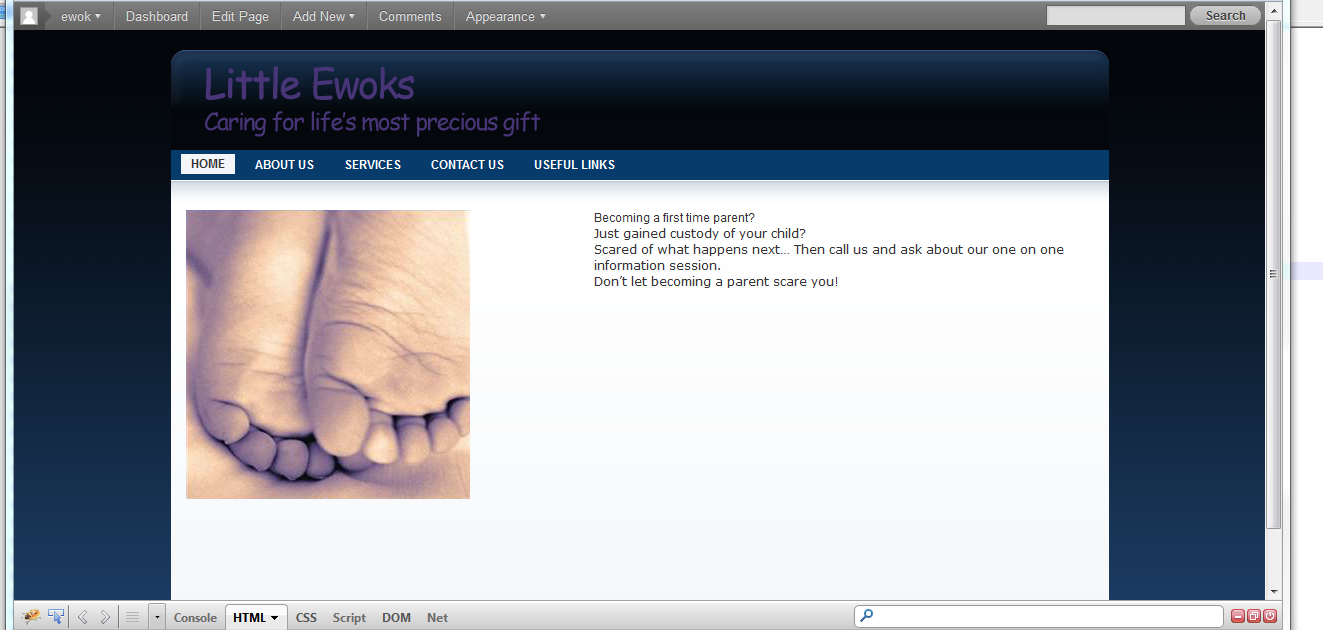 ewok Dashboard Edit Page Add New Comments Appearance Search
Little Ewoks
Caring for life's most precious gift
HOME ABOUT US SERVICES CONTACT US USEFUL LINKS
Becoming a first time parent?
Just gained custody of your child?
Scared of what happens next... Then call us and ask about our one on one
information session.
Don't let becoming a parent scare you!
Console HTML CSS Script DOM Net